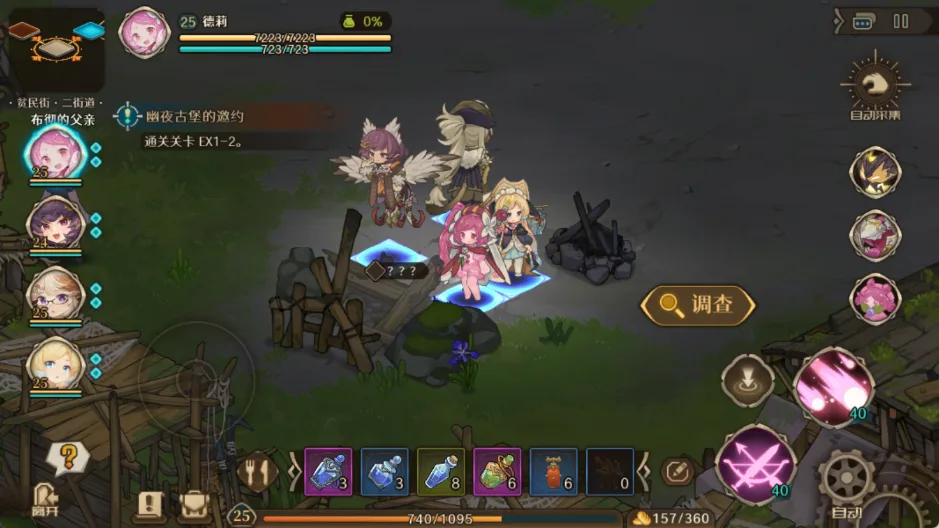 25 德莉
0%
7223/7223
723/723
· 贫民街 · 二街道 ·
布彻的父亲
幽夜古堡的邀约
通关关卡 EX1-2。
自动采集
25
24
25
25
? ? ?
调查
40
40
离开
3
3
8
6
6
0
自动
25
740/1095
157/360